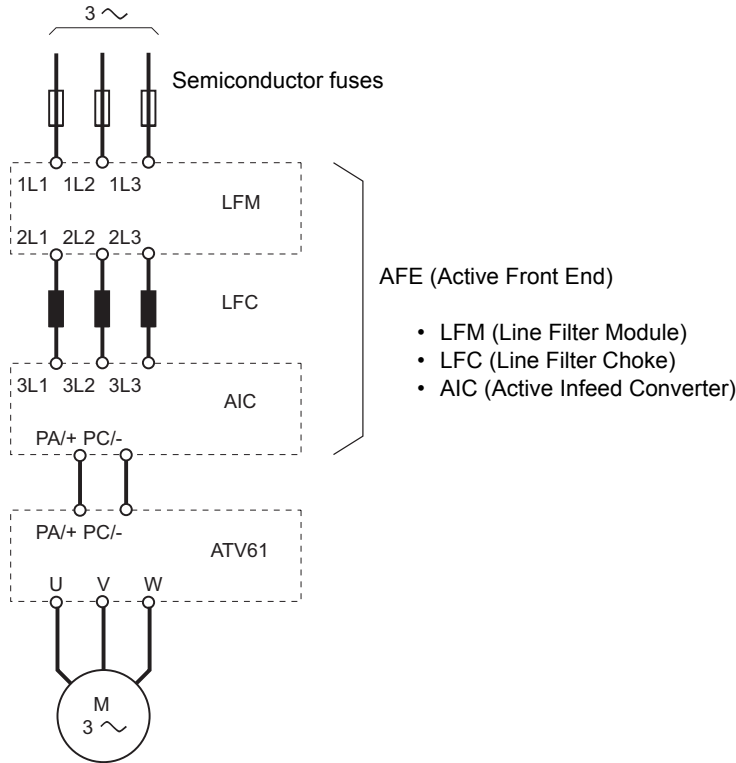 3 ~
Semiconductor fuses
1L1 1L2 1L3
LFM
2L1 2L2 2L3
LFC
3L1 3L2 3L3
AIC
PA/+ PC/-
AFE (Active Front End)
• LFM (Line Filter Module)
• LFC (Line Filter Choke)
• AIC (Active Infeed Converter)
PA/+ PC/-
ATV61
U V W
M
3 ~